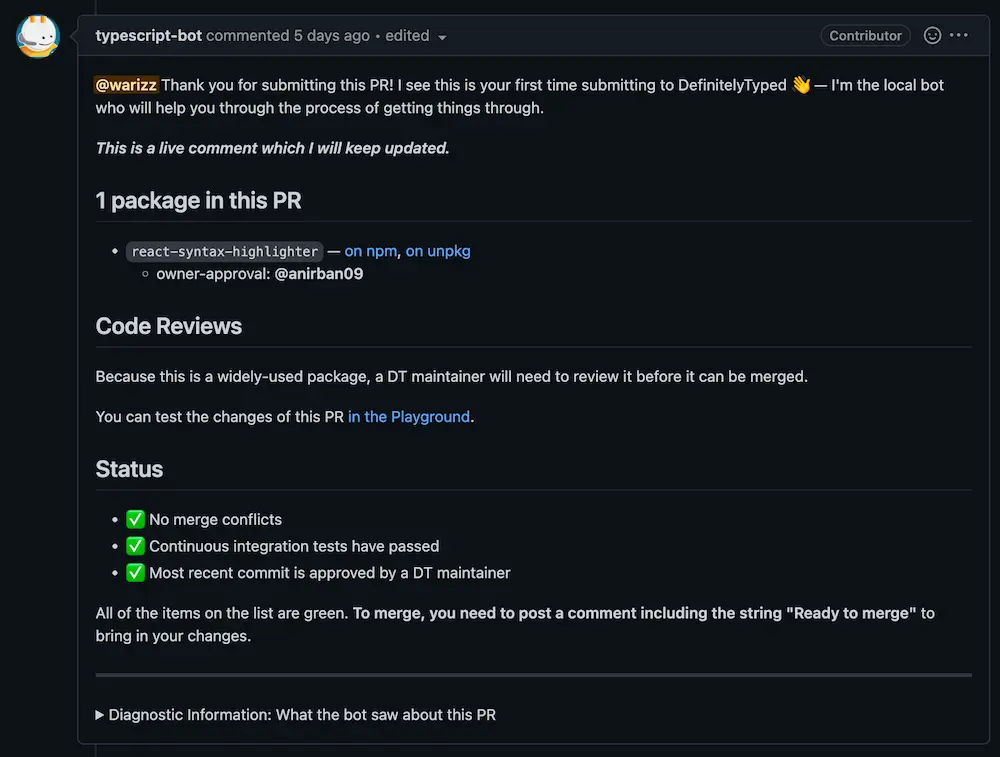 typescript-bot commented 5 days ago • edited
Contributor
@warizz Thank you for submitting this PR! I see this is your first time submitting to DefinitelyTyped 👋 — I'm the local bot
who will help you through the process of getting things through.
This is a live comment which I will keep updated.
1 package in this PR
• react-syntax-highlighter — on npm, on unpkg
◦ owner-approval: @anirban09
Code Reviews
Because this is a widely-used package, a DT maintainer will need to review it before it can be merged.
You can test the changes of this PR in the Playground.
Status
• ✅ No merge conflicts
• ✅ Continuous integration tests have passed
• ✅ Most recent commit is approved by a DT maintainer
All of the items on the list are green. To merge, you need to post a comment including the string "Ready to merge" to
bring in your changes.
▶ Diagnostic Information: What the bot saw about this PR